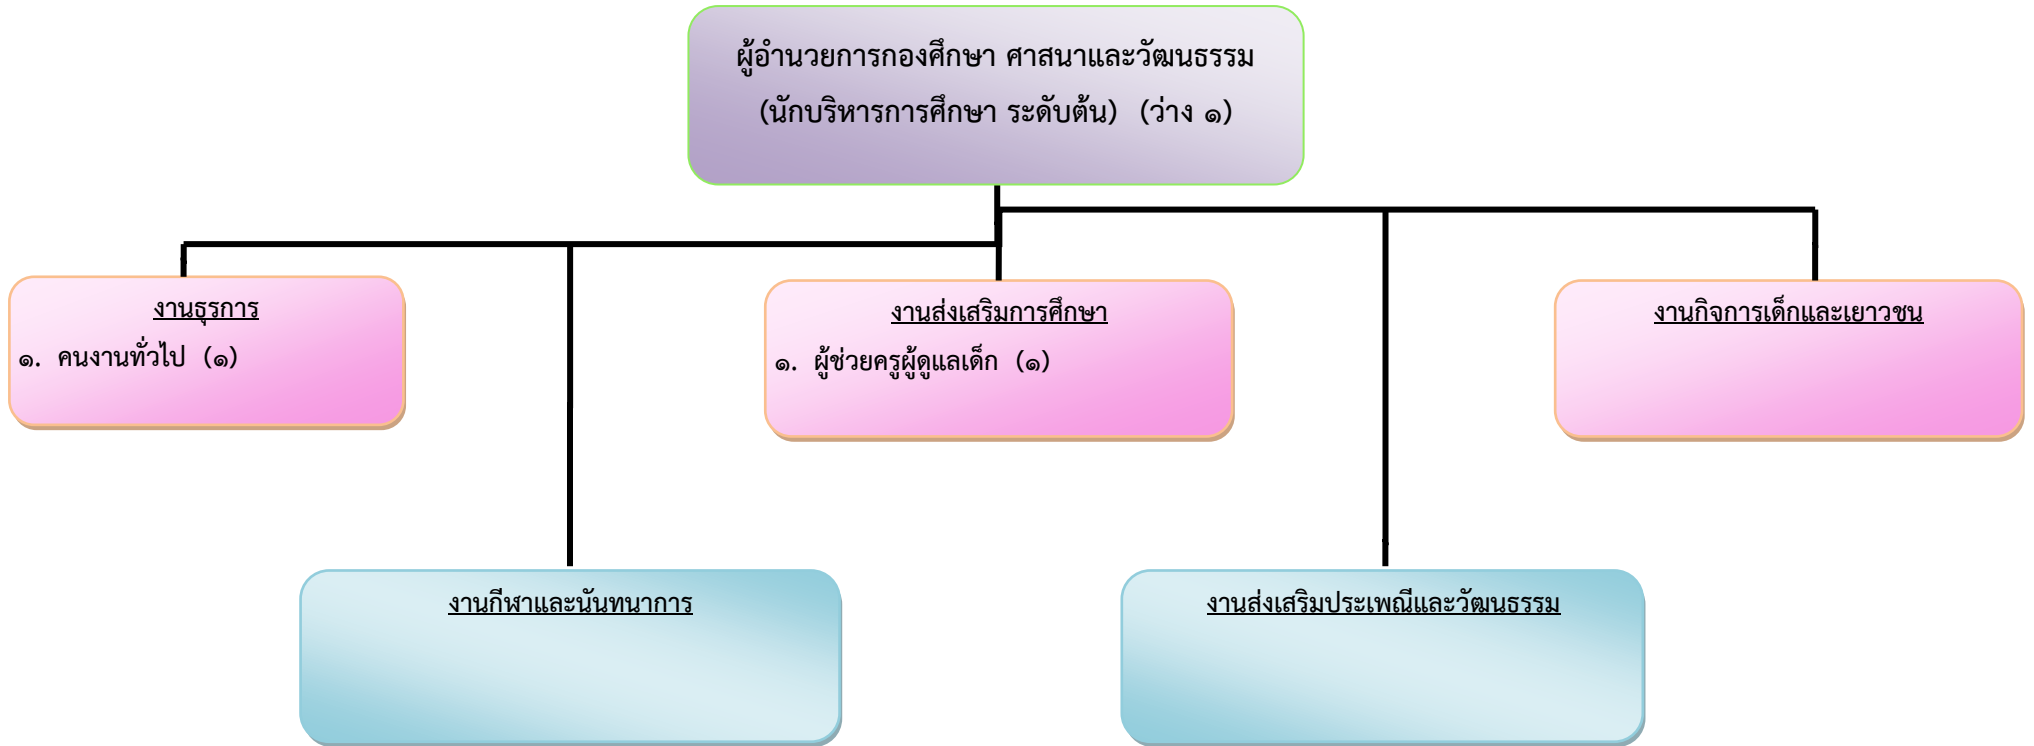 ผู้อำนวยการกองศึกษา ศาสนาและวัฒนธรรม
(นักบริหารการศึกษา ระดับต้น) (ว่าง ๑)
งานธุรการ
๑. คนงานทั่วไป (๑)
งานส่งเสริมการศึกษา
๑. ผู้ช่วยครูผู้ดูแลเด็ก (๑)
งานกิจการเด็กและเยาวชน
งานกีฬาและนันทนาการ
งานส่งเสริมประเพณีและวัฒนธรรม